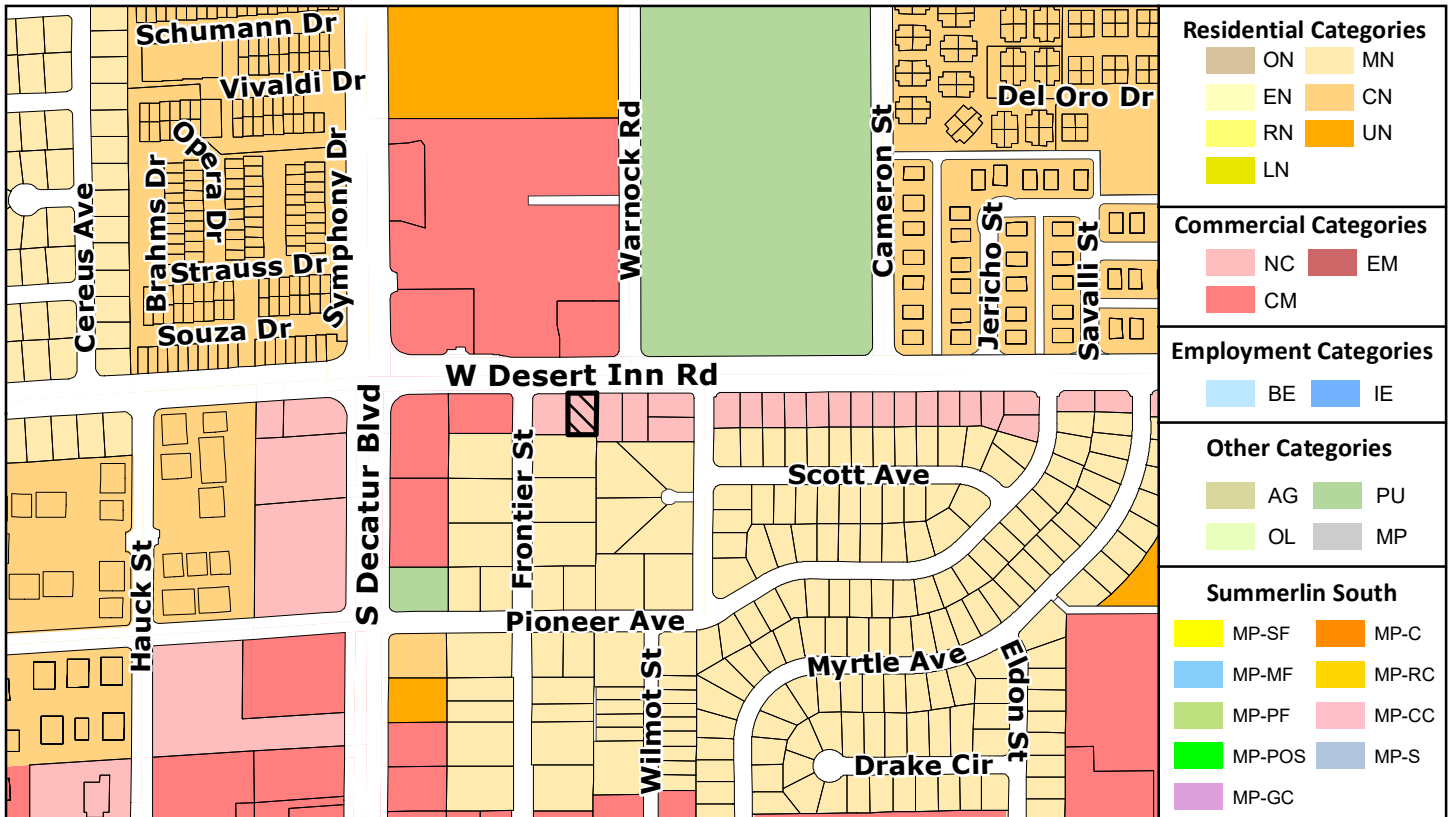 Schumann Dr
Vivaldi Dr
Opera Dr
Brahms Dr
Symphony Dr
Cereus Ave
Strauss Dr
Souza Dr
Warnock Rd
Cameron St
Del Oro Dr
Jericho St
Savalli St
W Desert Inn Rd
S Decatur Blvd
Frontier St
Scott Ave
Hauck St
Pioneer Ave
Wilmot St
Myrtle Ave
Eldon St
Drake Cir
Residential Categories
ON MN
EN CN
RN UN
LN
Commercial Categories
NC EM
CM
Employment Categories
BE IE
Other Categories
AG PU
OL MP
Summerlin South
MP-SF MP-C
MP-MF MP-RC
MP-PF MP-CC
MP-POS MP-S
MP-GC